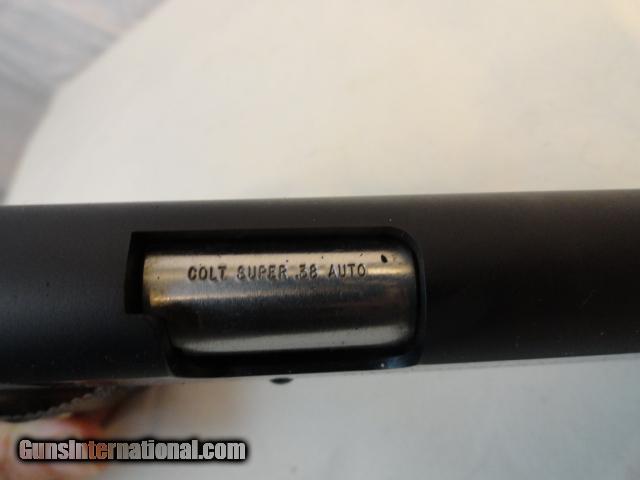 COLT SUPER .38 AUTO
GunsInternational.com